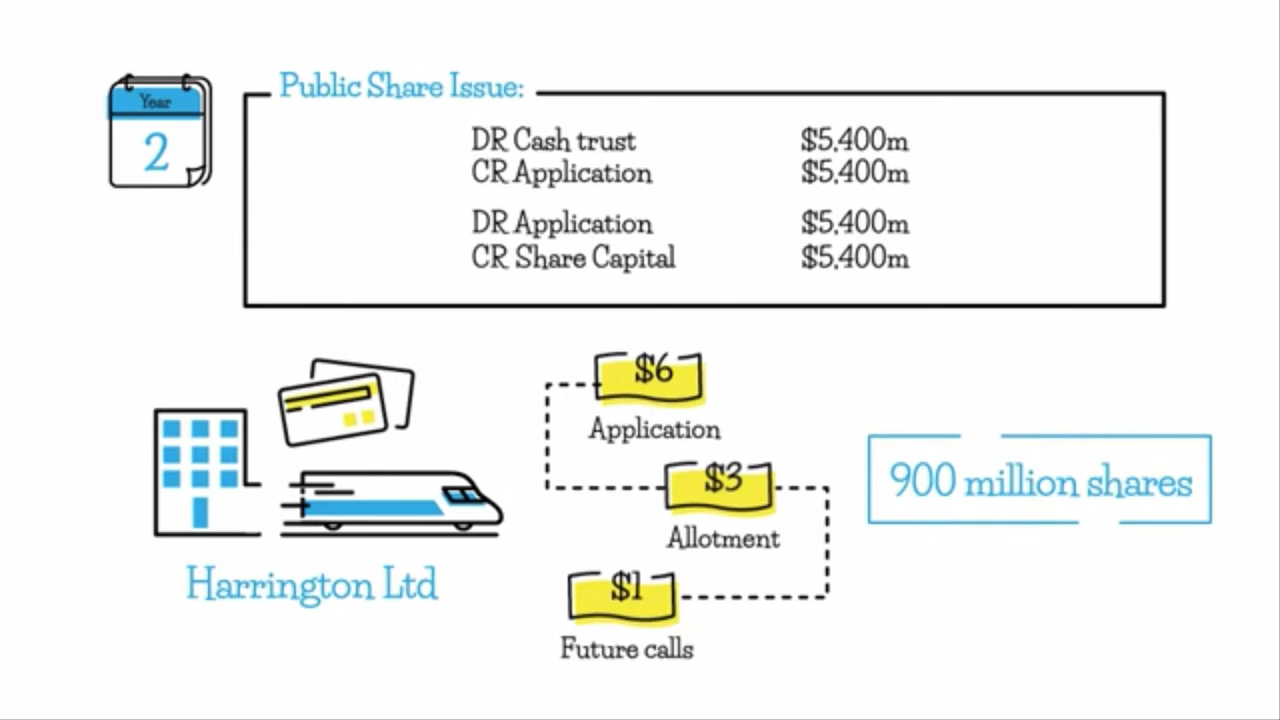 Public Share Issue:
Year
2
DR Cash trust $5,400m
CR Application $5,400m
DR Application $5,400m
CR Share Capital $5,400m
$6
Application
$3
900 million shares
Allotment
Harrington Ltd
$1
Future calls